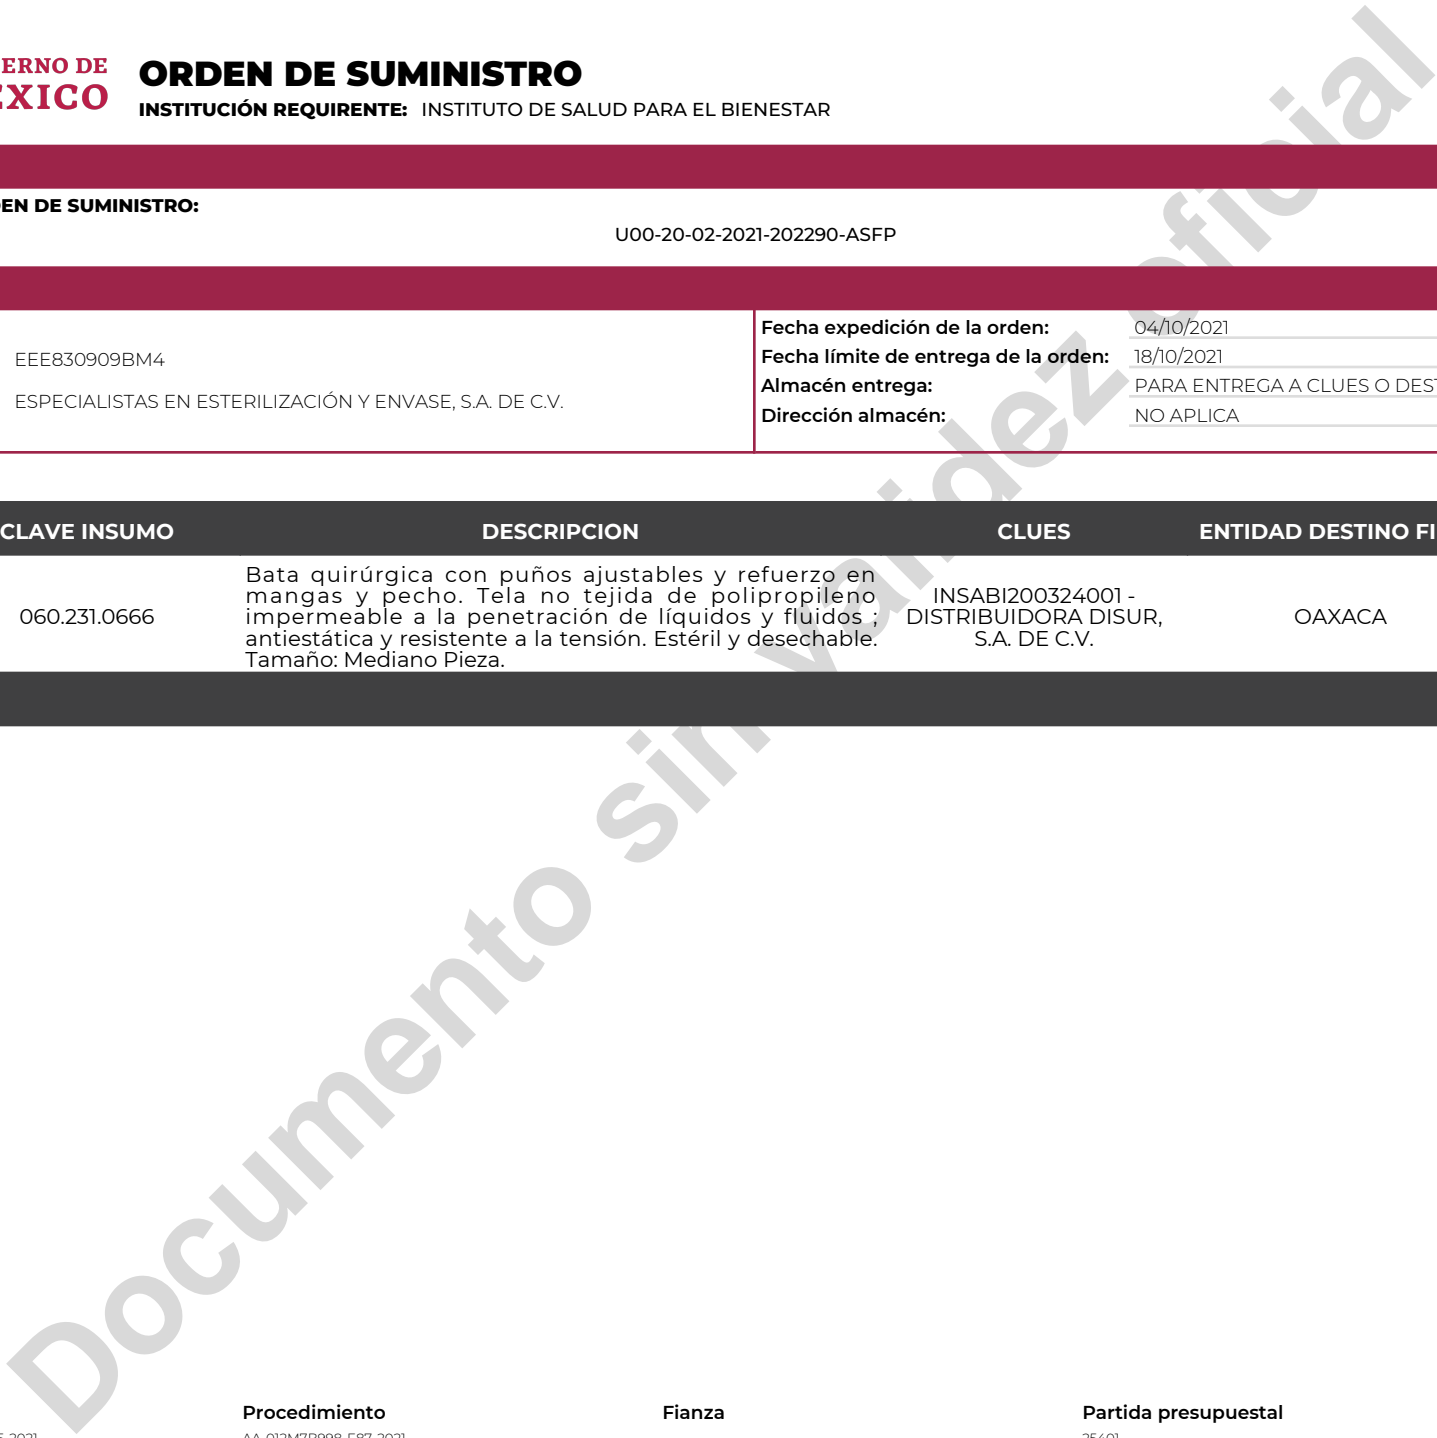 ERNO DE
ÉXICO
ORDEN DE SUMINISTRO
INSTITUCIÓN REQUIRENTE: INSTITUTO DE SALUD PARA EL BIENESTAR
EN DE SUMINISTRO:
U00-20-02-2021-202290-ASFP
EEE830909BM4
ESPECIALISTAS EN ESTERILIZACIÓN Y ENVASE, S.A. DE C.V.
Fecha expedición de la orden: 04/10/2021
Fecha límite de entrega de la orden: 18/10/2021
Almacén entrega: PARA ENTREGA A CLUES O DEST
Dirección almacén: NO APLICA
CLAVE INSUMO DESCRIPCION CLUES ENTIDAD DESTINO FI
060.231.0666
Bata quirúrgica con puños ajustables y refuerzo en
mangas y pecho. Tela no tejida de polipropileno
impermeable a la penetración de líquidos y fluidos ;
antiestática y resistente a la tensión. Estéril y desechable.
Tamaño: Mediano Pieza.
INSABI200324001 -
DISTRIBUIDORA DISUR,
S.A. DE C.V.
OAXACA
Documento sin validez oficial
Procedimiento Fianza Partida presupuestal